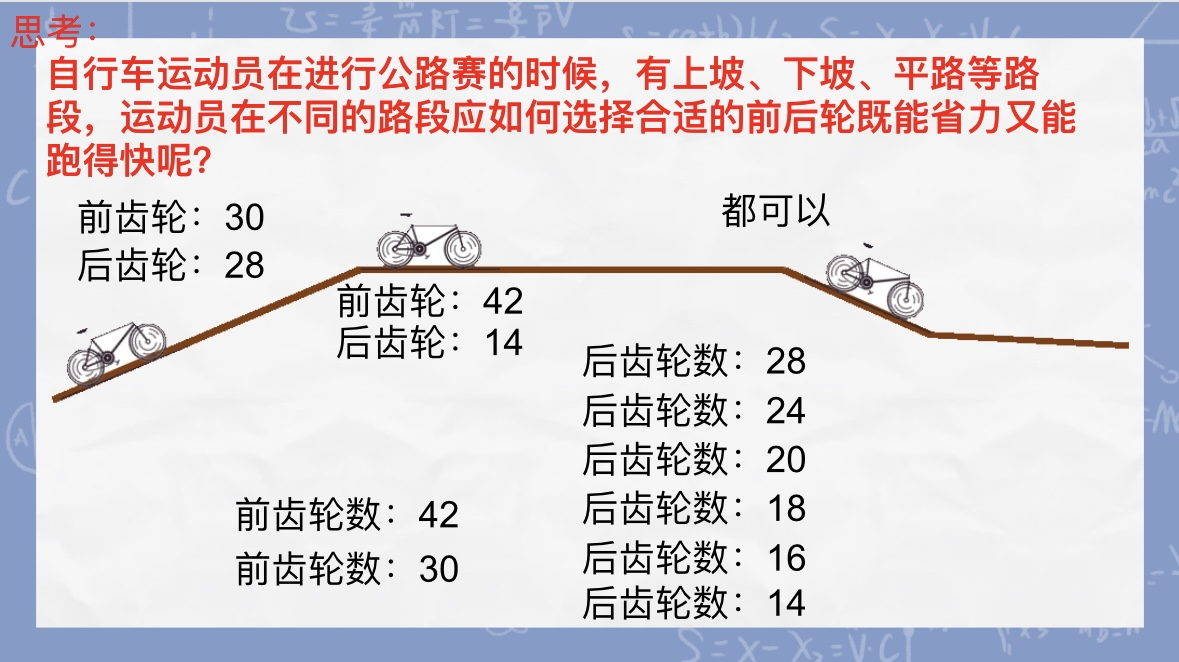 思考：
自行车运动员在进行公路赛的时候，有上坡、下坡、平路等路
段，运动员在不同的路段应如何选择合适的前后轮既能省力又能
跑得快呢？
前齿轮：30
后齿轮：28
都可以
前齿轮：42
后齿轮：14
后齿轮数：28
后齿轮数：24
后齿轮数：20
后齿轮数：18
后齿轮数：16
后齿轮数：14
前齿轮数：42
前齿轮数：30